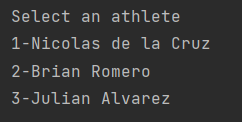 Select an athlete
1-Nicolas de la Cruz
2-Brian Romero
3-Julian Alvarez